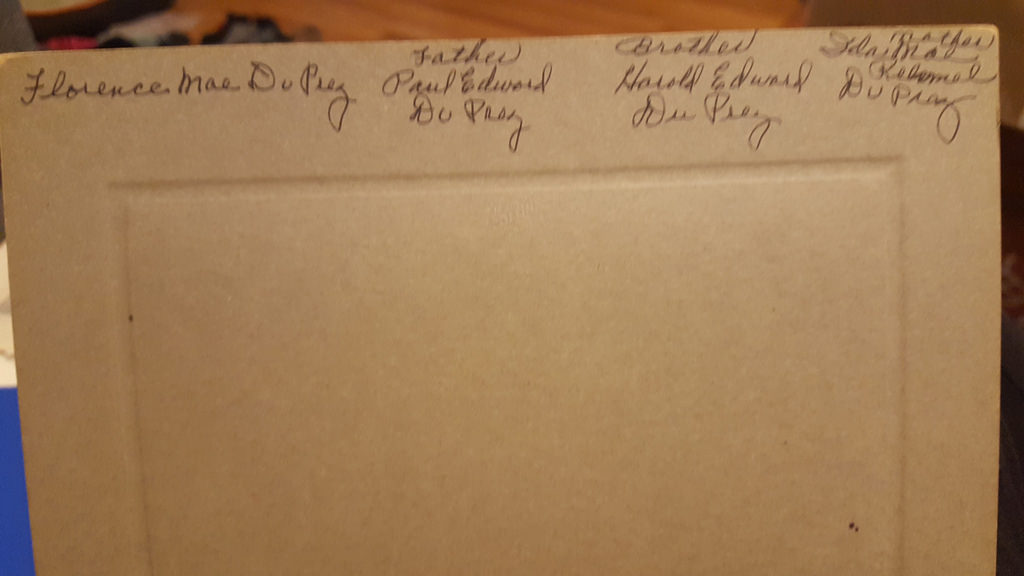 Father
Brother
Mother
Florence Mae Du Prey
Paul Edward
Du Prey
Harold Edward
Du Prey
Ida Mae
Du Prey